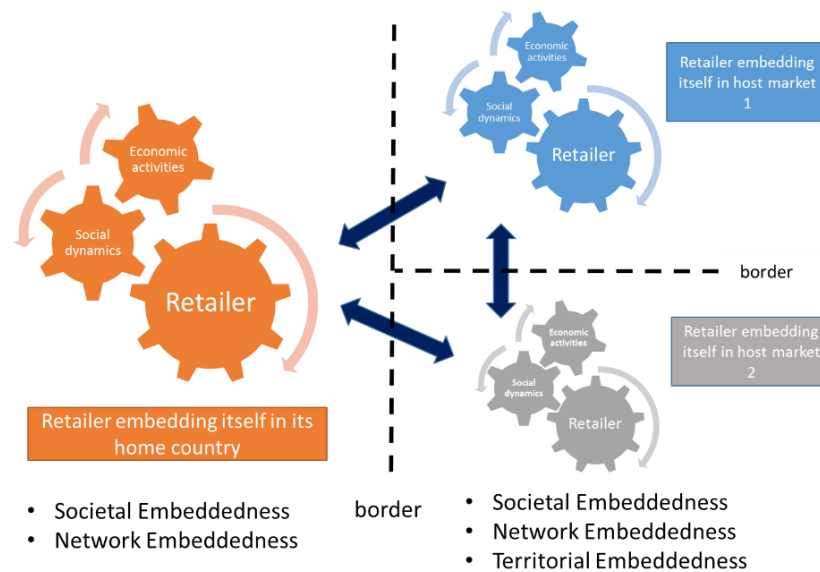 Economic
activities
Social
dynamics
Retailer
Retailer embedding itself in its
home country
• Societal Embeddedness
• Network Embeddedness
border
Economic
activities
Social
dynamics
Retailer
Retailer embedding
itself in host market
1
border
Economic
activities
Social
dynamics
Retailer
Retailer embedding
itself in host market
2
• Societal Embeddedness
• Network Embeddedness
• Territorial Embeddedness